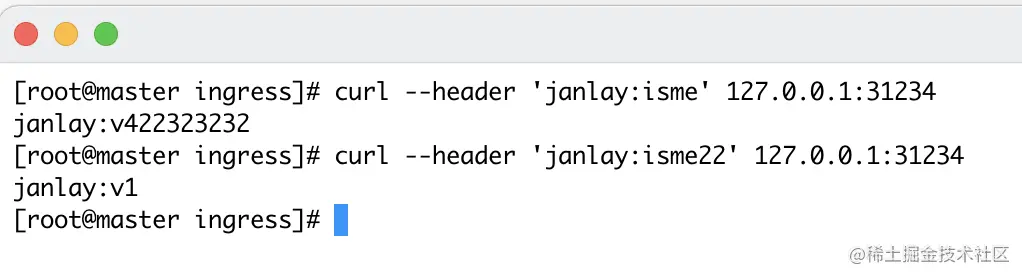 [root@master ingress]# curl --header 'janlay:isme' 127.0.0.1:31234
janlay:v422323232
[root@master ingress]# curl --header 'janlay:isme22' 127.0.0.1:31234
janlay:v1
[root@master ingress]#
@稀土掘金技术社区